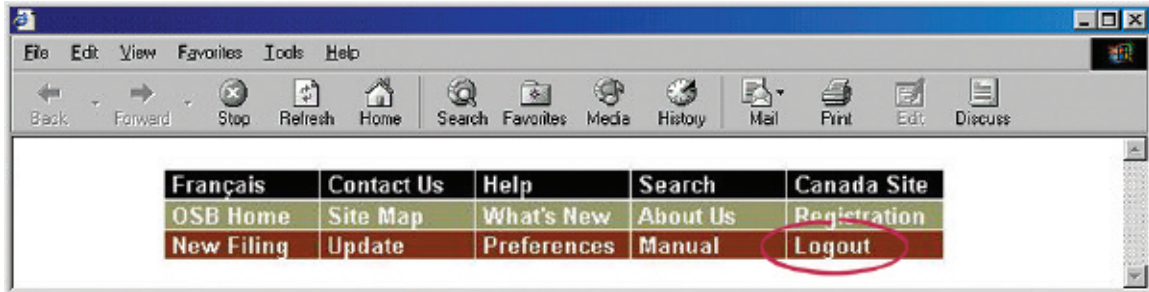 File Edit View Favorites Tools Help
Back Forward Stop Refresh Home Search Favorites Media History Mail Print Edit Discuss
Français Contact Us Help Search Canada Site
OSB Home Site Map What's New About Us Registration
New Filing Update Preferences Manual Logout